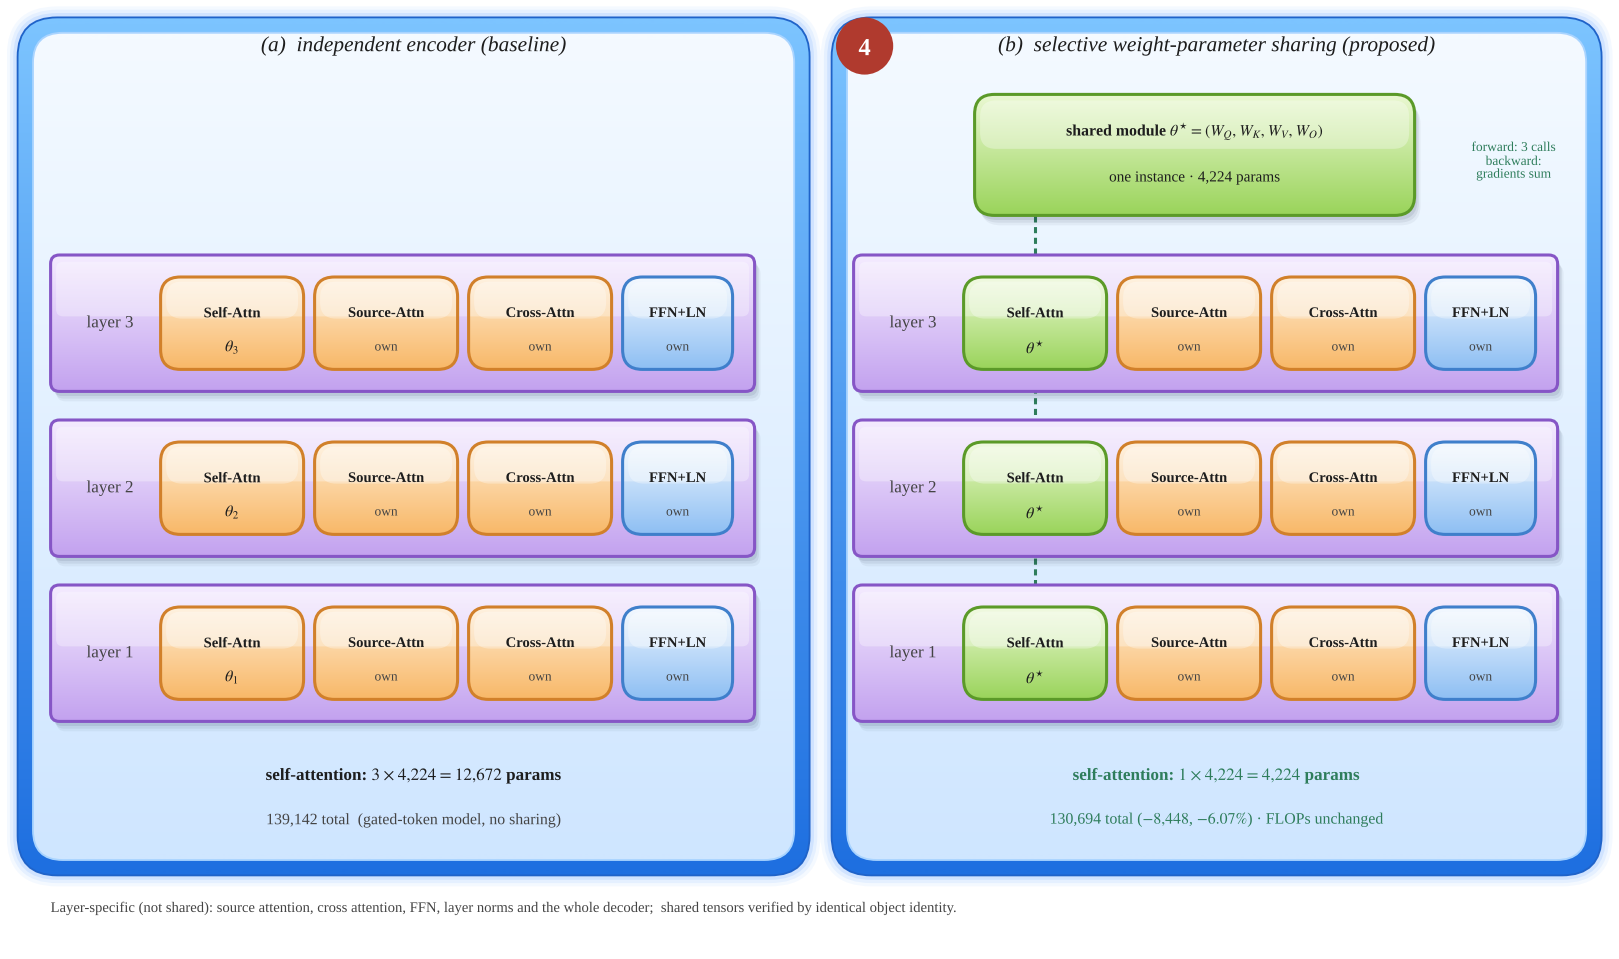 (a) independent encoder (baseline)
layer 3
Self-Attn
θ₃
Source-Attn
own
Cross-Attn
own
FFN+LN
own
layer 2
Self-Attn
θ₂
Source-Attn
own
Cross-Attn
own
FFN+LN
own
layer 1
Self-Attn
θ₁
Source-Attn
own
Cross-Attn
own
FFN+LN
own
self-attention: 3 × 4,224 = 12,672 params
139,142 total (gated-token model, no sharing)
4
(b) selective weight-parameter sharing (proposed)
shared module θ⋆ = (W_Q, W_K, W_V, W_O)
one instance · 4,224 params
forward: 3 calls
backward:
gradients sum
layer 3
Self-Attn
θ⋆
Source-Attn
own
Cross-Attn
own
FFN+LN
own
layer 2
Self-Attn
θ⋆
Source-Attn
own
Cross-Attn
own
FFN+LN
own
layer 1
Self-Attn
θ⋆
Source-Attn
own
Cross-Attn
own
FFN+LN
own
self-attention: 1 × 4,224 = 4,224 params
130,694 total (−8,448, −6.07%) · FLOPs unchanged
Layer-specific (not shared): source attention, cross attention, FFN, layer norms and the whole decoder; shared tensors verified by identical object identity.